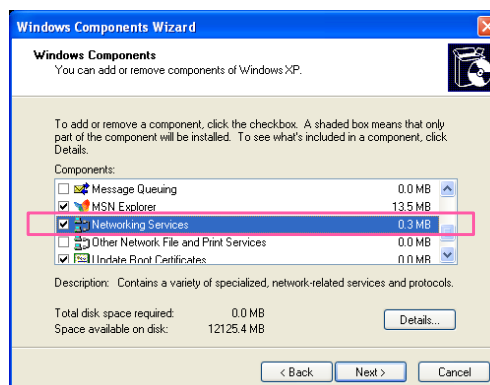 Windows Components Wizard
Windows Components
You can add or remove components of Windows XP.
To add or remove a component, click the checkbox. A shaded box means that only
part of the component will be installed. To see what's included in a component, click
Details.
Components:
Message Queuing 0.0 MB
MSN Explorer 13.5 MB
Networking Services 0.3 MB
Other Network File and Print Services 0.0 MB
Update Root Certificates 0.0 MB
Description: Contains a variety of specialized, network-related services and protocols.
Total disk space required: 0.0 MB
Space available on disk: 12125.4 MB
Details...
< Back Next > Cancel